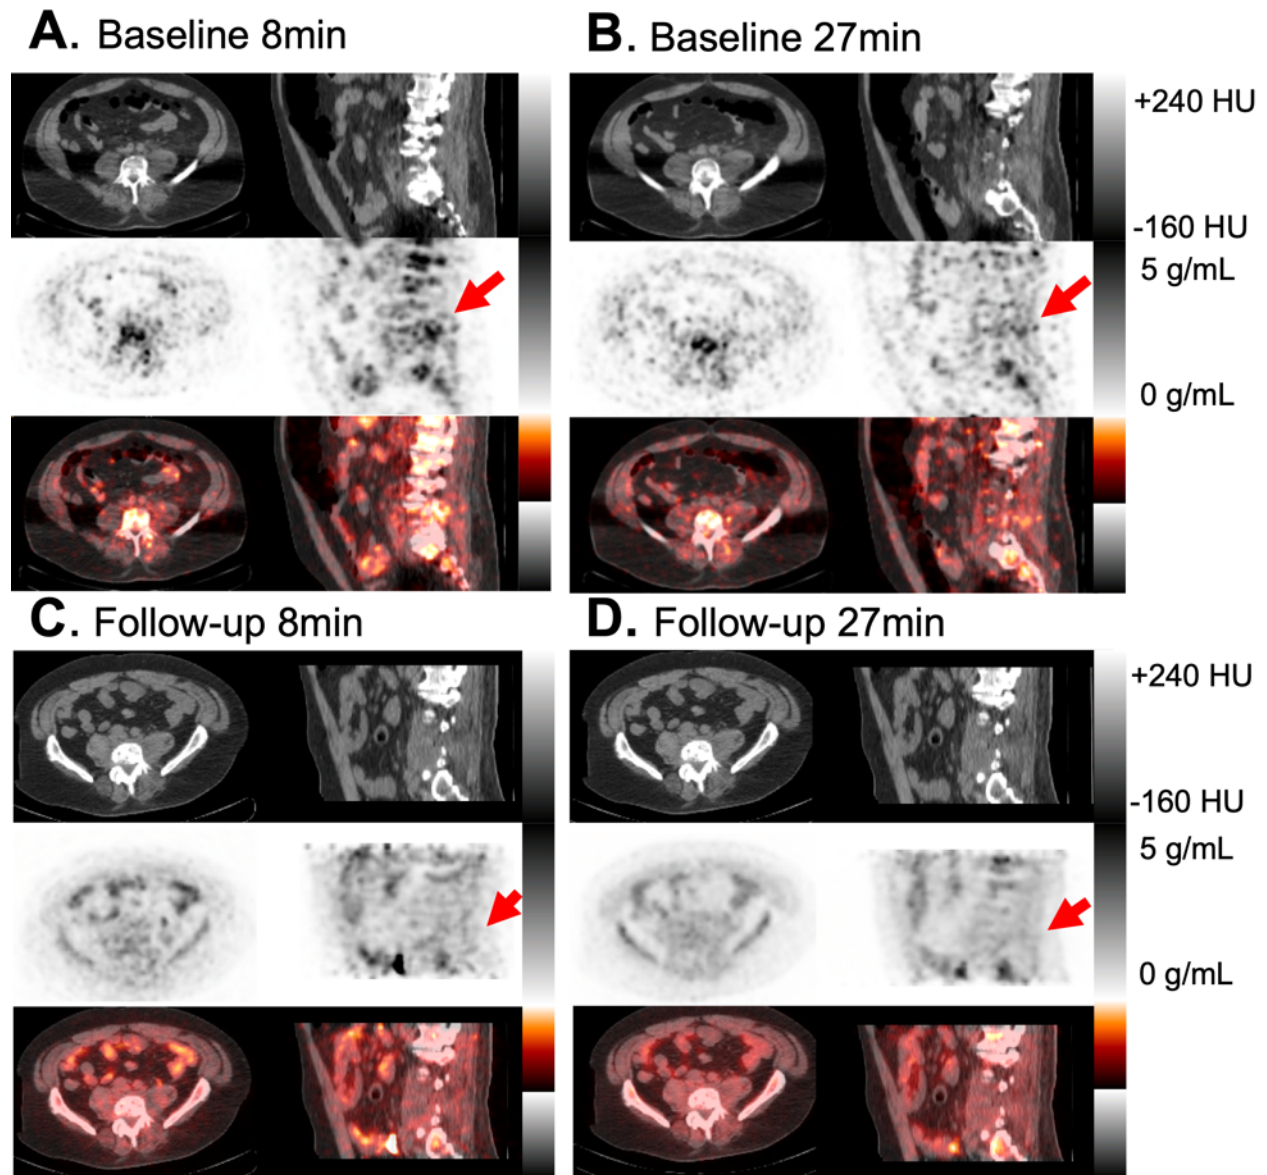 A. Baseline 8min
B. Baseline 27min
+240 HU
-160 HU
5 g/mL
0 g/mL
C. Follow-up 8min
D. Follow-up 27min
+240 HU
-160 HU
5 g/mL
0 g/mL